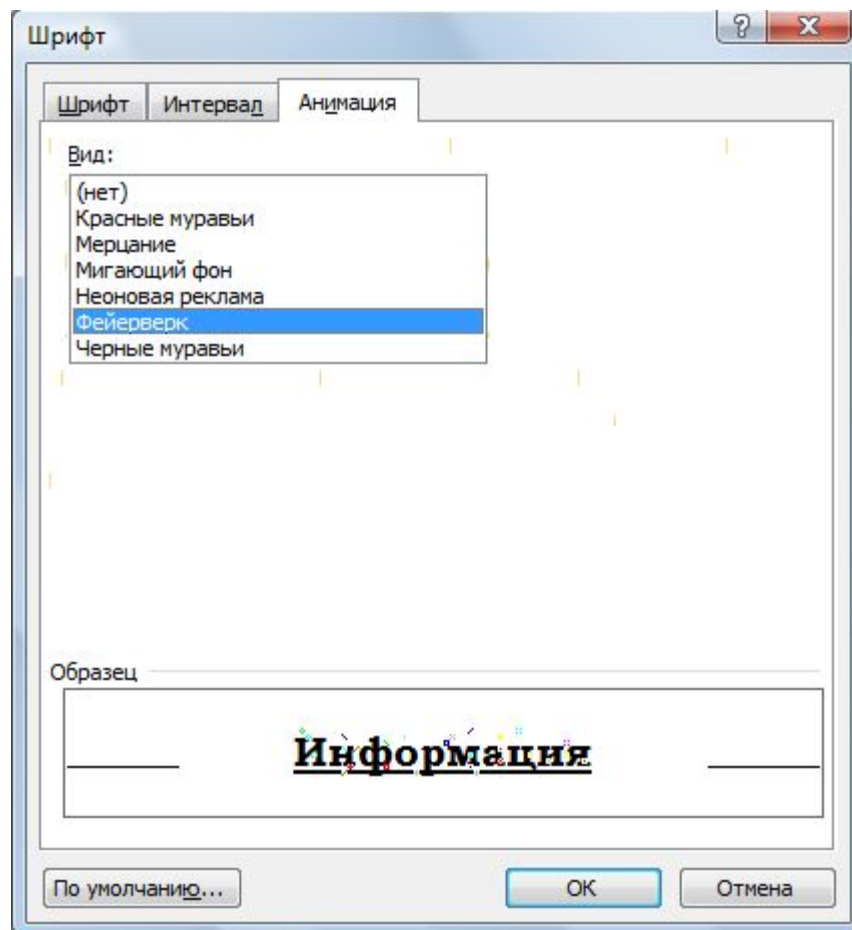 Шрифт
Шрифт Интервал Анимация
Вид:
(нет)
Красные муравьи
Мерцание
Мигающий фон
Неоновая реклама
Фейерверк
Черные муравьи
Образец
Информация
По умолчанию... ОК Отмена